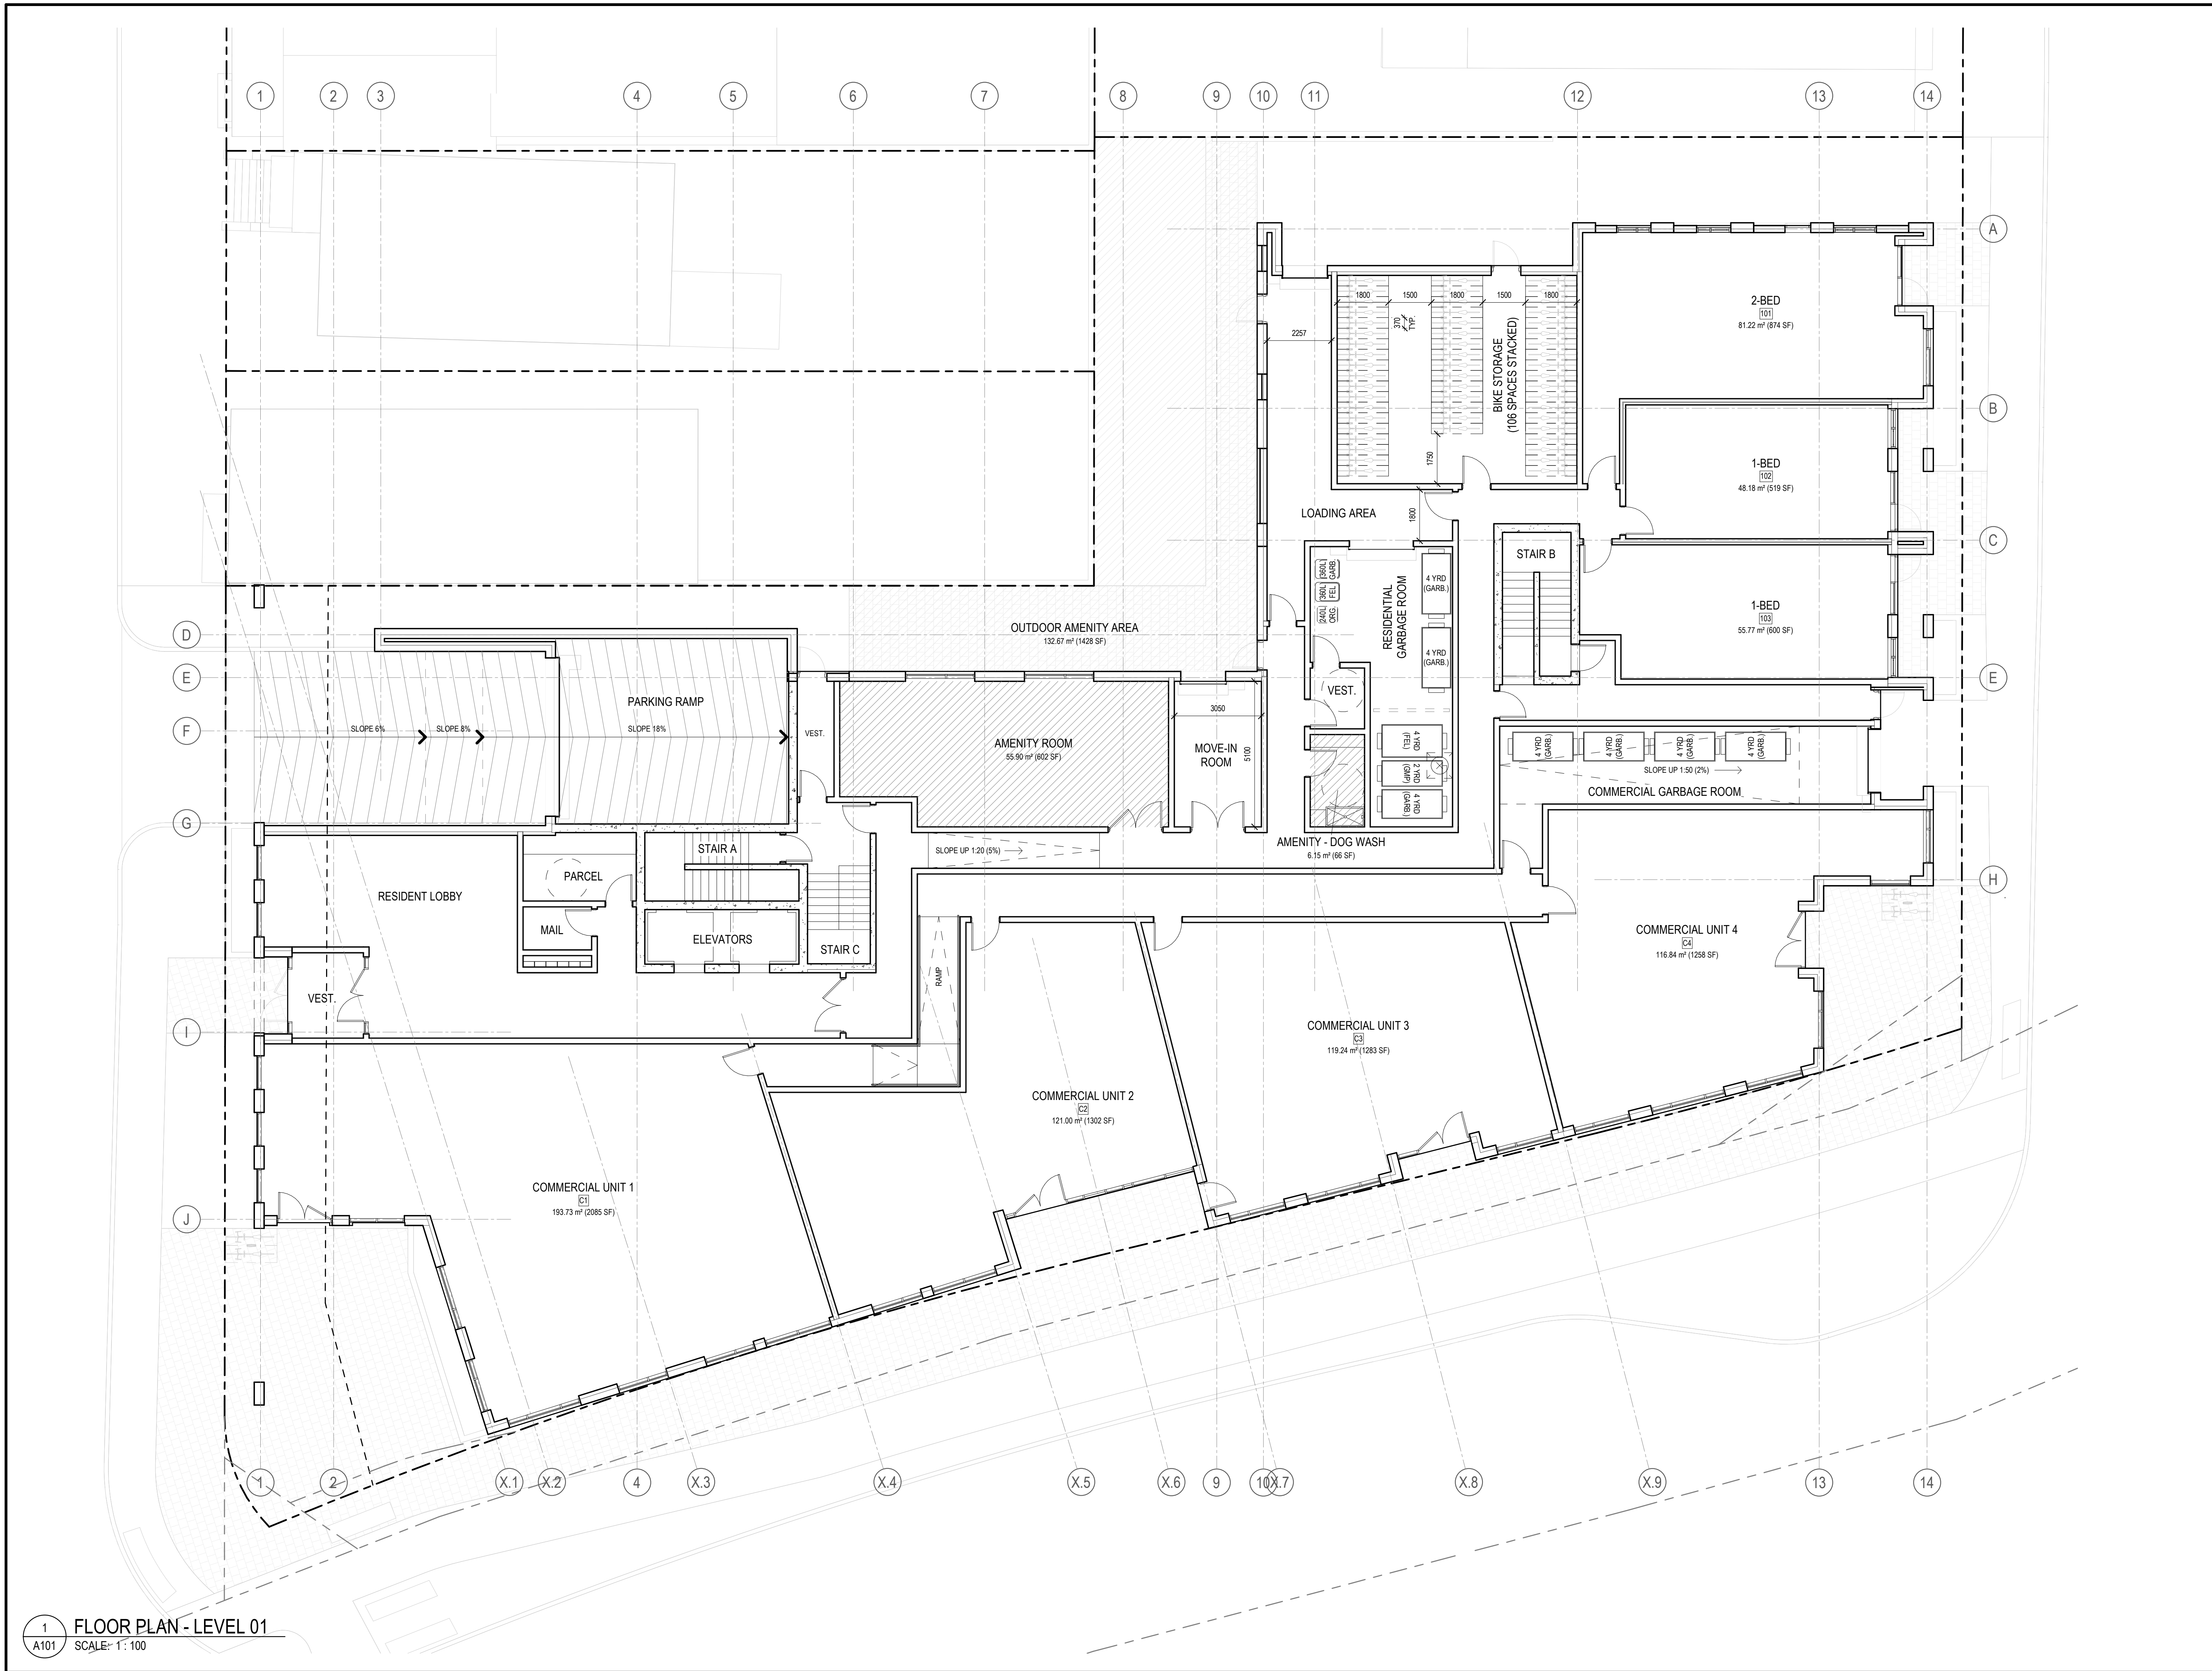 1
2
3
4
5
6
7
8
9
10
11
12
13
14
A
B
C
D
E
E
F
G
H
I
J
1800
1500
1800
1500
1800
370
TYP.
2257
BIKE STORAGE
(106 SPACES STACKED)
1750
2-BED
101
81.22 m² (874 SF)
1-BED
102
48.18 m² (519 SF)
LOADING AREA
1800
STAIR B
1-BED
103
55.77 m² (600 SF)
[360L]
GARB.
[360L]
FEL
[240L]
ORG.
RESIDENTIAL
GARBAGE ROOM
4 YRD
(GARB.)
4 YRD
(GARB.)
4 YRD
(FEL)
2 YRD
(GMP)
4 YRD
(GARB)
OUTDOOR AMENITY AREA
132.67 m² (1428 SF)
VEST.
PARKING RAMP
SLOPE 6%
SLOPE 8%
SLOPE 18%
VEST.
AMENITY ROOM
55.90 m² (602 SF)
3050
MOVE-IN
ROOM
5100
4 YRD
(GARB.)
4 YRD
(GARB.)
4 YRD
(GARB.)
4 YRD
(GARB.)
SLOPE UP 1:50 (2%)
COMMERCIAL GARBAGE ROOM
AMENITY - DOG WASH
6.15 m² (66 SF)
STAIR A
SLOPE UP 1:20 (5%)
PARCEL
RESIDENT LOBBY
MAIL
ELEVATORS
STAIR C
RAMP
VEST.
COMMERCIAL UNIT 4
C4
116.84 m² (1258 SF)
COMMERCIAL UNIT 3
C3
119.24 m² (1283 SF)
COMMERCIAL UNIT 2
C2
121.00 m² (1302 SF)
COMMERCIAL UNIT 1
C1
193.73 m² (2085 SF)
1
2
X.1
X.2
4
X.3
X.4
X.5
X.6
9
10
X.7
X.8
X.9
13
14
1
A101
FLOOR PLAN - LEVEL 01
SCALE: 1 : 100